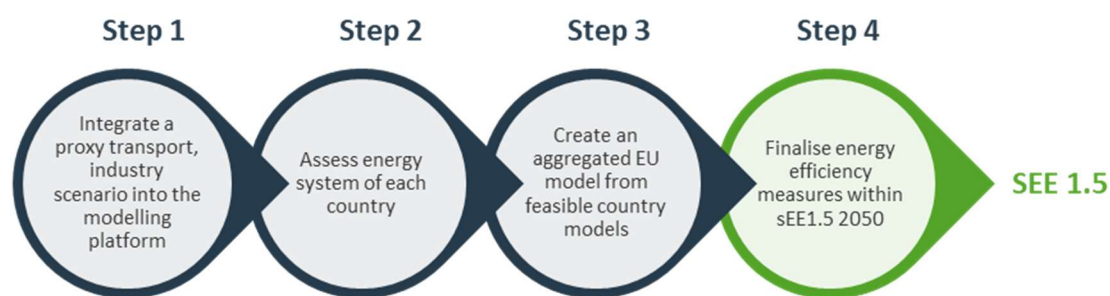 Step 1
Step 2
Step 3
Step 4
Integrate a
proxy transport,
industry
scenario into the
modelling
platform
Assess energy
system of each
country
Create an
aggregated EU
model from
feasible country
models
Finalise energy
efficiency
measures within
sEE1.5 2050
SEE 1.5